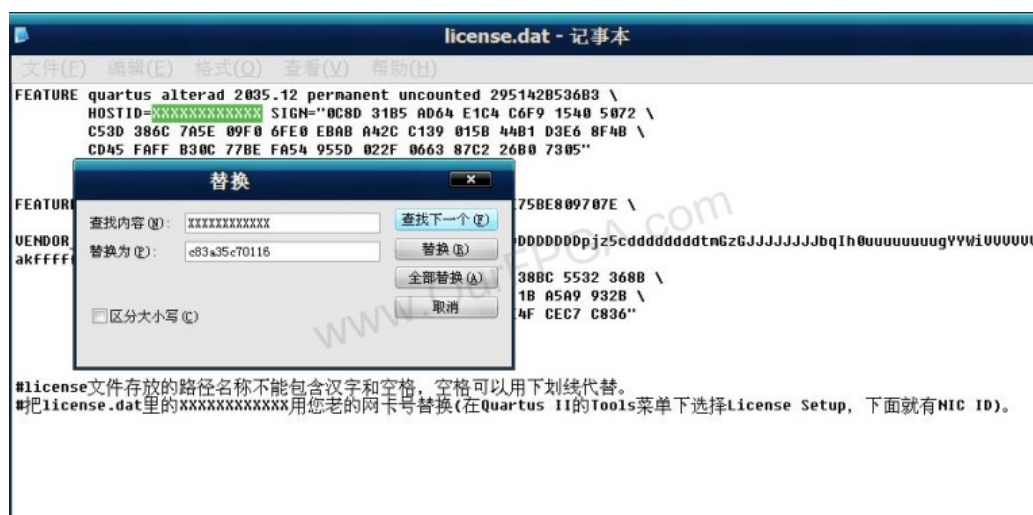 license.dat - 记事本
文件(F) 编辑(E) 格式(O) 查看(V) 帮助(H)
FEATURE quartus alterad 2035.12 permanent uncounted 295142B536B3 \
HOSTID=XXXXXXXXXXXX SIGN="0C8D 31B5 AD64 E1C4 C6F9 1540 5072 \
C53D 386C 7A5E 09F0 6FE0 EBAB A42C C139 015B 44B1 D3E6 8F4B \
CD45 FAFF B30C 77BE FA54 955D 022F 0663 87C2 26B0 7305"
替换
查找内容(N): XXXXXXXXXXXX 查找下一个(F)
替换为(P): c83a35c70116 替换(R)
全部替换(A)
取消
区分大小写(C)
FEATUR 75BE809707E \
VENDOR
akffff
38BC 5532 368B \
1B A5A9 932B \
4F CEC7 C836"
www.OurFPGA.com
#license文件存放的路径名称不能包含汉字和空格，空格可以用下划线代替。
#把license.dat里的XXXXXXXXXXXX用您老的网卡号替换(在Quartus II的Tools菜单下选择License Setup, 下面就有NIC ID)。